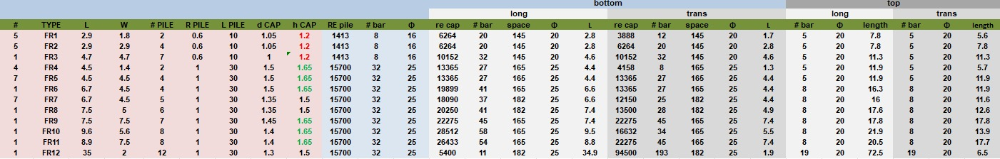 bottom top
long trans long trans
# TYPE L W # PILE R PILE L PILE d CAP h CAP RE pile # bar Φ re cap # bar space Φ L re cap # bar space Φ L # bar Φ length # bar Φ length
5 FR1 2.9 1.8 2 0.6 10 1.05 1.2 1413 8 16 6264 20 145 20 2.8 3888 12 145 20 1.7 5 20 7.8 5 20 5.6
5 FR2 2.9 2.9 4 0.6 10 1.05 1.2 1413 8 16 6264 20 145 20 2.8 6264 20 145 20 2.8 5 20 7.8 5 20 7.8
1 FR3 4.7 4.7 7 0.6 10 1 1.2 1413 8 16 10152 32 145 20 4.6 10152 32 145 20 4.6 5 20 11.3 5 20 11.3
4 FR4 4.5 1.4 2 1 30 1.5 1.65 15700 32 25 13365 27 165 25 4.4 4158 8 165 25 1.3 5 20 11.9 5 20 5.7
7 FR5 4.5 4.5 4 1 30 1.5 1.65 15700 32 25 13365 27 165 25 4.4 13365 27 165 25 4.4 5 20 11.9 5 20 11.9
1 FR6 6.7 4.5 4 1 30 1.5 1.65 15700 32 25 19899 41 165 25 6.6 13365 27 165 25 4.4 8 20 16.3 8 20 11.9
7 FR7 6.7 4.5 5 1 30 1.35 1.5 15700 32 25 18090 37 182 25 6.6 12150 25 182 25 4.4 8 20 16 8 20 11.6
1 FR8 7.5 5 6 1 30 1.35 1.5 15700 32 25 20250 41 182 25 7.4 13500 28 182 25 4.9 8 20 17.6 8 20 12.6
1 FR9 7.5 7.5 7 1 30 1.45 1.65 15700 32 25 22275 45 165 25 7.4 22275 45 165 25 7.4 8 20 17.8 8 20 17.8
1 FR10 9.6 5.6 8 1 30 1.4 1.65 15700 32 25 28512 58 165 25 9.5 16632 34 165 25 5.5 8 20 21.9 8 20 13.9
1 FR11 8.9 7.5 8 1 30 1.4 1.65 15700 32 25 26433 54 165 25 8.8 22275 45 165 25 7.4 8 20 20.5 8 20 17.7
1 FR12 35 2 12 1 30 1.3 1.5 15700 32 25 5400 11 182 25 34.9 94500 193 182 25 1.9 19 20 72.5 19 20 6.5